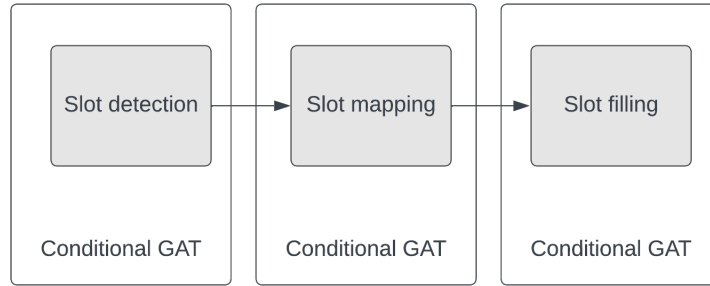 Slot detection
Slot mapping
Slot filling
Conditional GAT
Conditional GAT
Conditional GAT